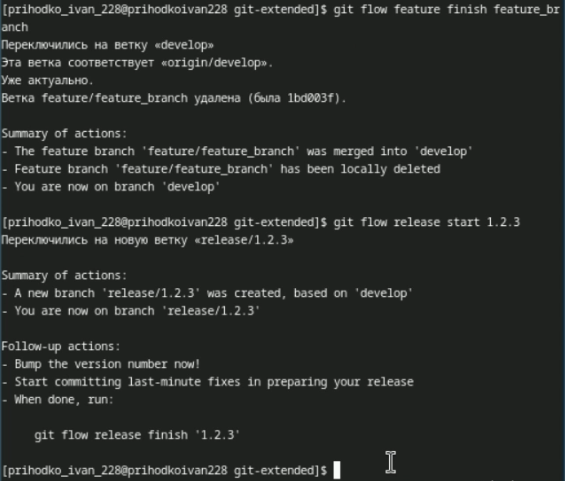 [prihodko_ivan_228@prihodkoivan228 git-extended]$ git flow feature finish feature_br
anch
Переключились на ветку «develop»
Эта ветка соответствует «origin/develop».
Уже актуально.
Ветка feature/feature_branch удалена (была 1bd003f).

Summary of actions:
- The feature branch 'feature/feature_branch' was merged into 'develop'
- Feature branch 'feature/feature_branch' has been locally deleted
- You are now on branch 'develop'

[prihodko_ivan_228@prihodkoivan228 git-extended]$ git flow release start 1.2.3
Переключились на новую ветку «release/1.2.3»

Summary of actions:
- A new branch 'release/1.2.3' was created, based on 'develop'
- You are now on branch 'release/1.2.3'

Follow-up actions:
- Bump the version number now!
- Start committing last-minute fixes in preparing your release
- When done, run:

    git flow release finish '1.2.3'

[prihodko_ivan_228@prihodkoivan228 git-extended]$